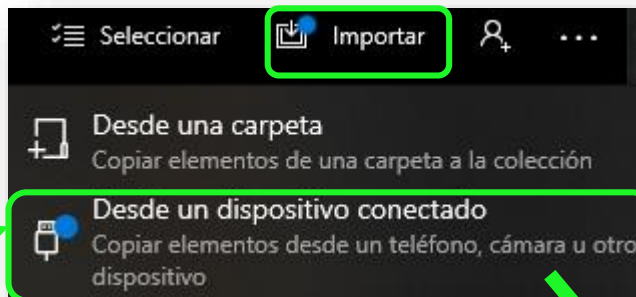 Seleccionar Importar ...
Desde una carpeta
Copiar elementos de una carpeta a la colección
Desde un dispositivo conectado
Copiar elementos desde un teléfono, cámara u otro
dispositivo